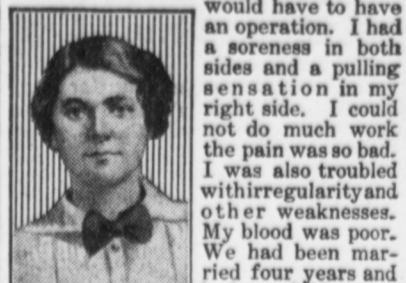 would have to have
an operation. I had
a soreness in both
sides and a pulling
sensation in my
right side. I could
not do much work
the pain was so bad.
I was also troubled
withirregularityand
other weaknesses.
My blood was poor.
We had been mar-
ried four years and